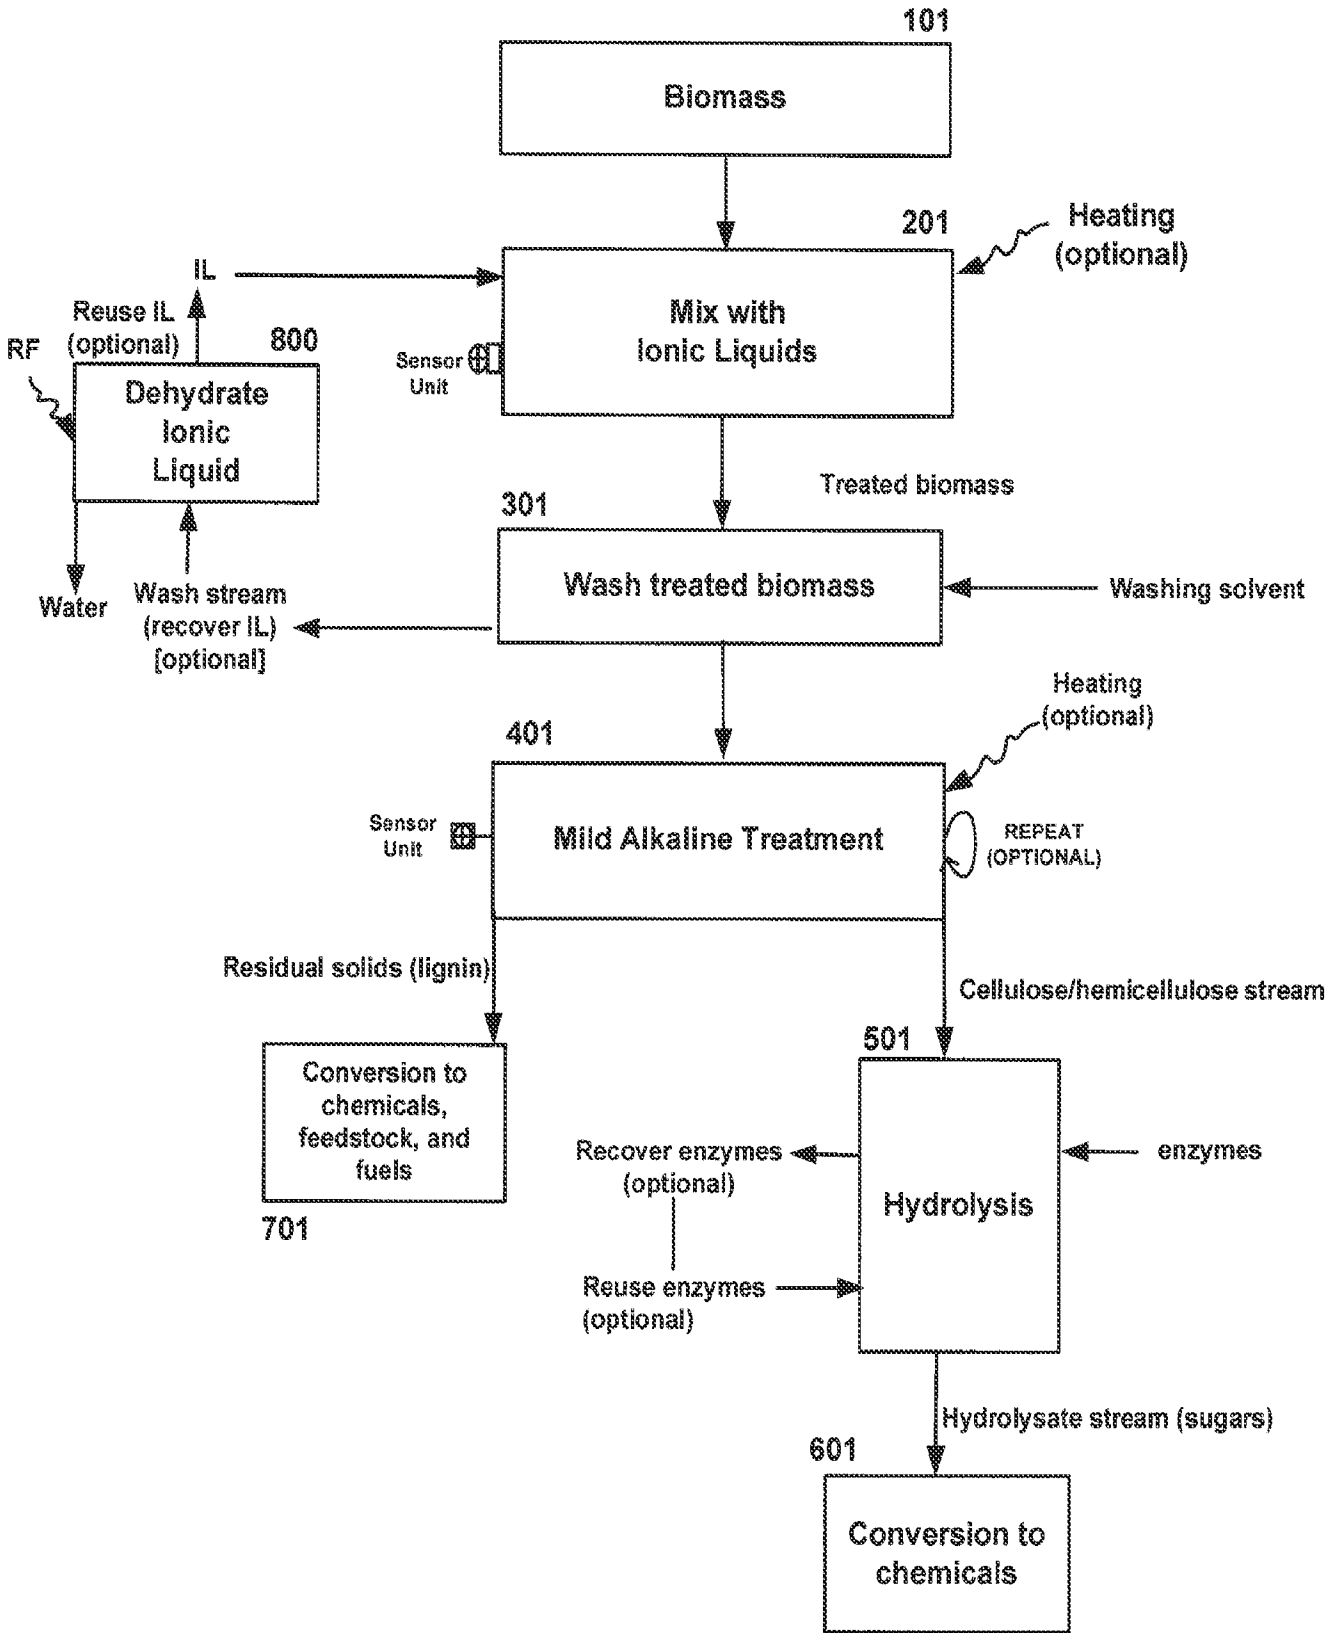 101
Biomass
201
Heating
(optional)
IL
Mix with
Ionic Liquids
Reuse IL
(optional)
800
RF
Sensor
Unit
Dehydrate
Ionic
Liquid
Treated biomass
301
Wash treated biomass
Washing solvent
Water
Wash stream
(recover IL)
[optional]
Heating
(optional)
401
Sensor
Unit
Mild Alkaline Treatment
REPEAT
(OPTIONAL)
Residual solids (lignin)
Cellulose/hemicellulose stream
501
Conversion to
chemicals,
feedstock, and
fuels
701
Recover enzymes
(optional)
enzymes
Hydrolysis
Reuse enzymes
(optional)
Hydrolysate stream (sugars)
601
Conversion to
chemicals